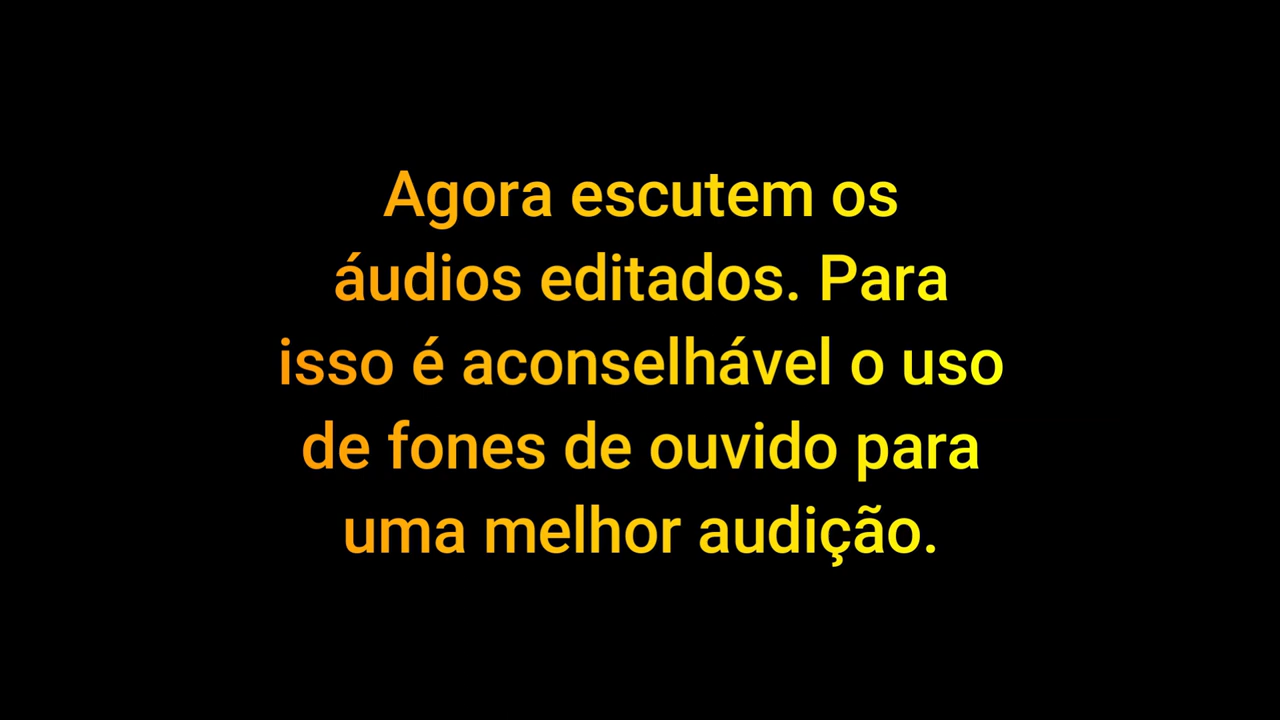 Agora escutem os
áudios editados. Para
isso é aconselhável o uso
de fones de ouvido para
uma melhor audição.